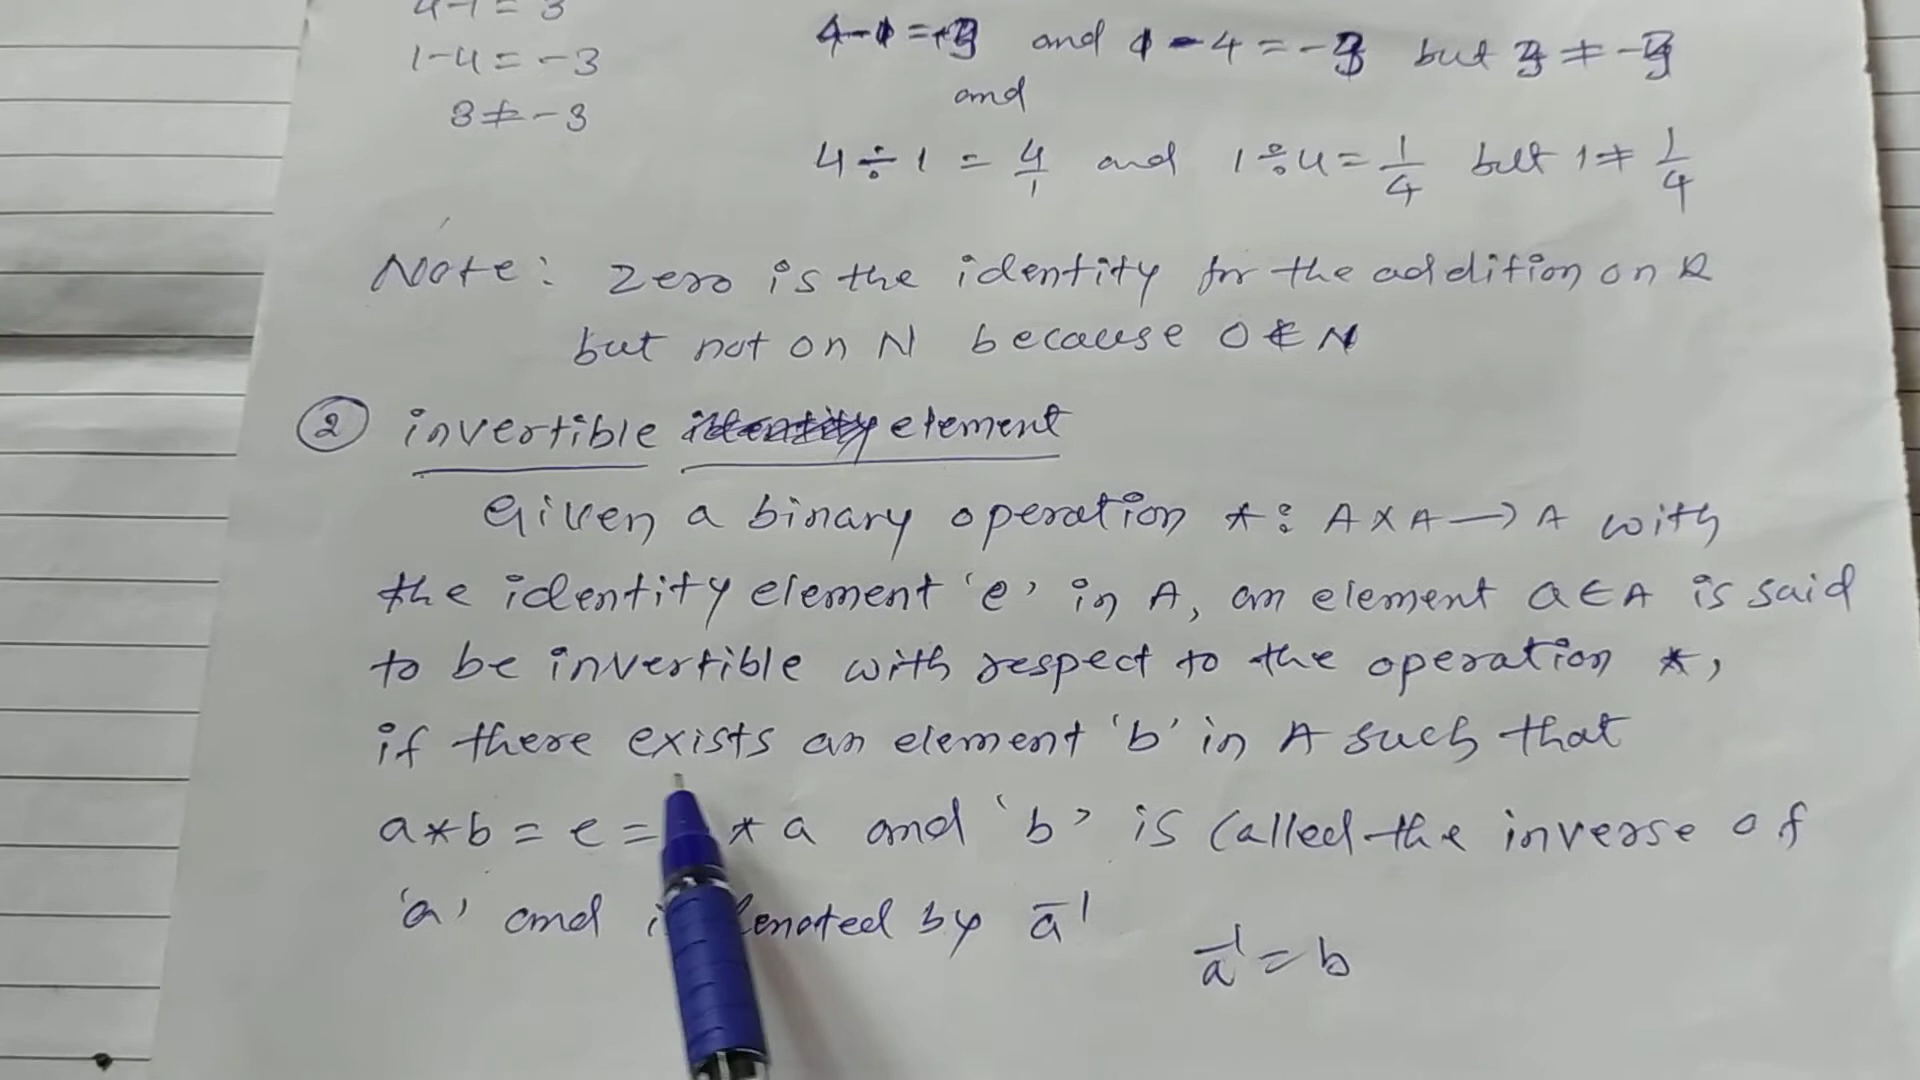 4-1 = 3
1-4 = -3
3 ≠ -3
4-1 = +3 and 1-4 = -3 but 3 ≠ -3
and
4 ÷ 1 = 4/1 and 1 ÷ 4 = 1/4 but 1 ≠ 1/4
Note: Zero is the identity for the addition on R
but not on N because 0 ∉ N
② invertible element
Given a binary operation *: A×A→A with
the identity element 'e' in A, an element a∈A is said
to be invertible with respect to the operation *,
if there exists an element 'b' in A such that
a*b = e = * a and 'b' is called the inverse of
'a' and denoted by a⁻¹
a⁻¹ = b